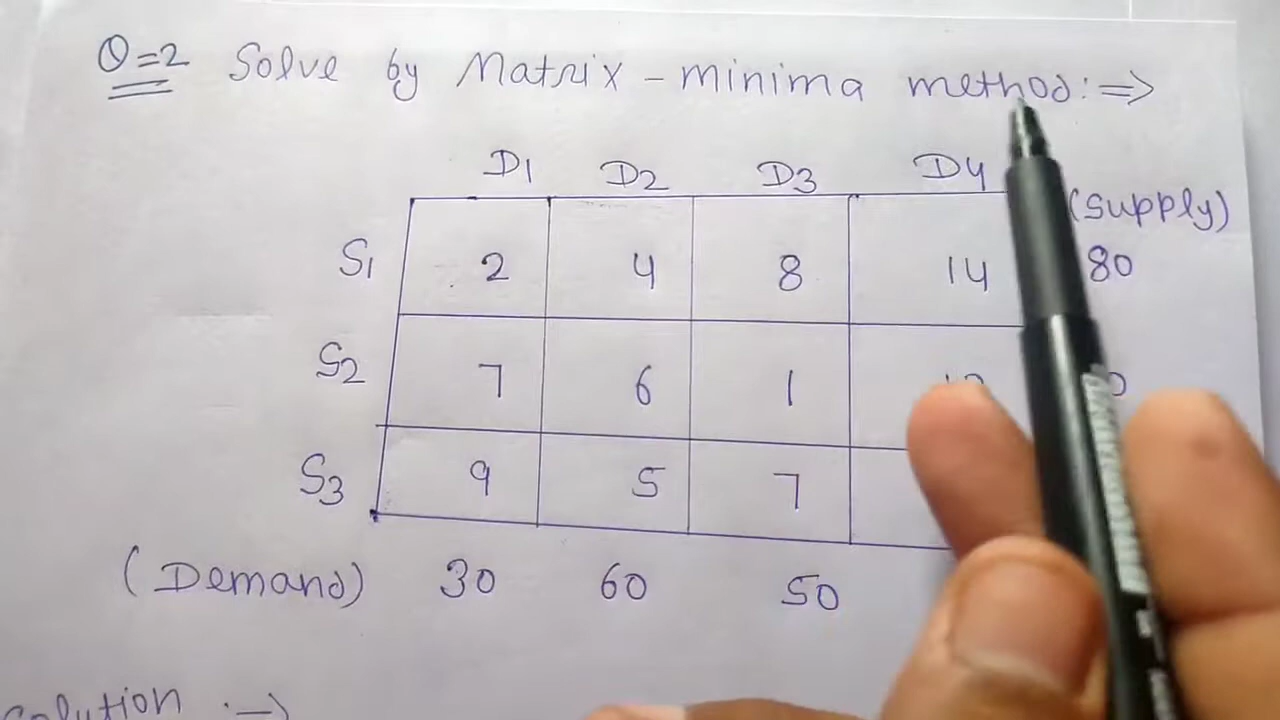 Q=2 Solve by Matrix-minima method:⇒
D1 D2 D3 D4 (Supply)
S1 2 4 8 14 80
S2 7 6 1
S3 9 5 7
(Demand) 30 60 50
Solution :→